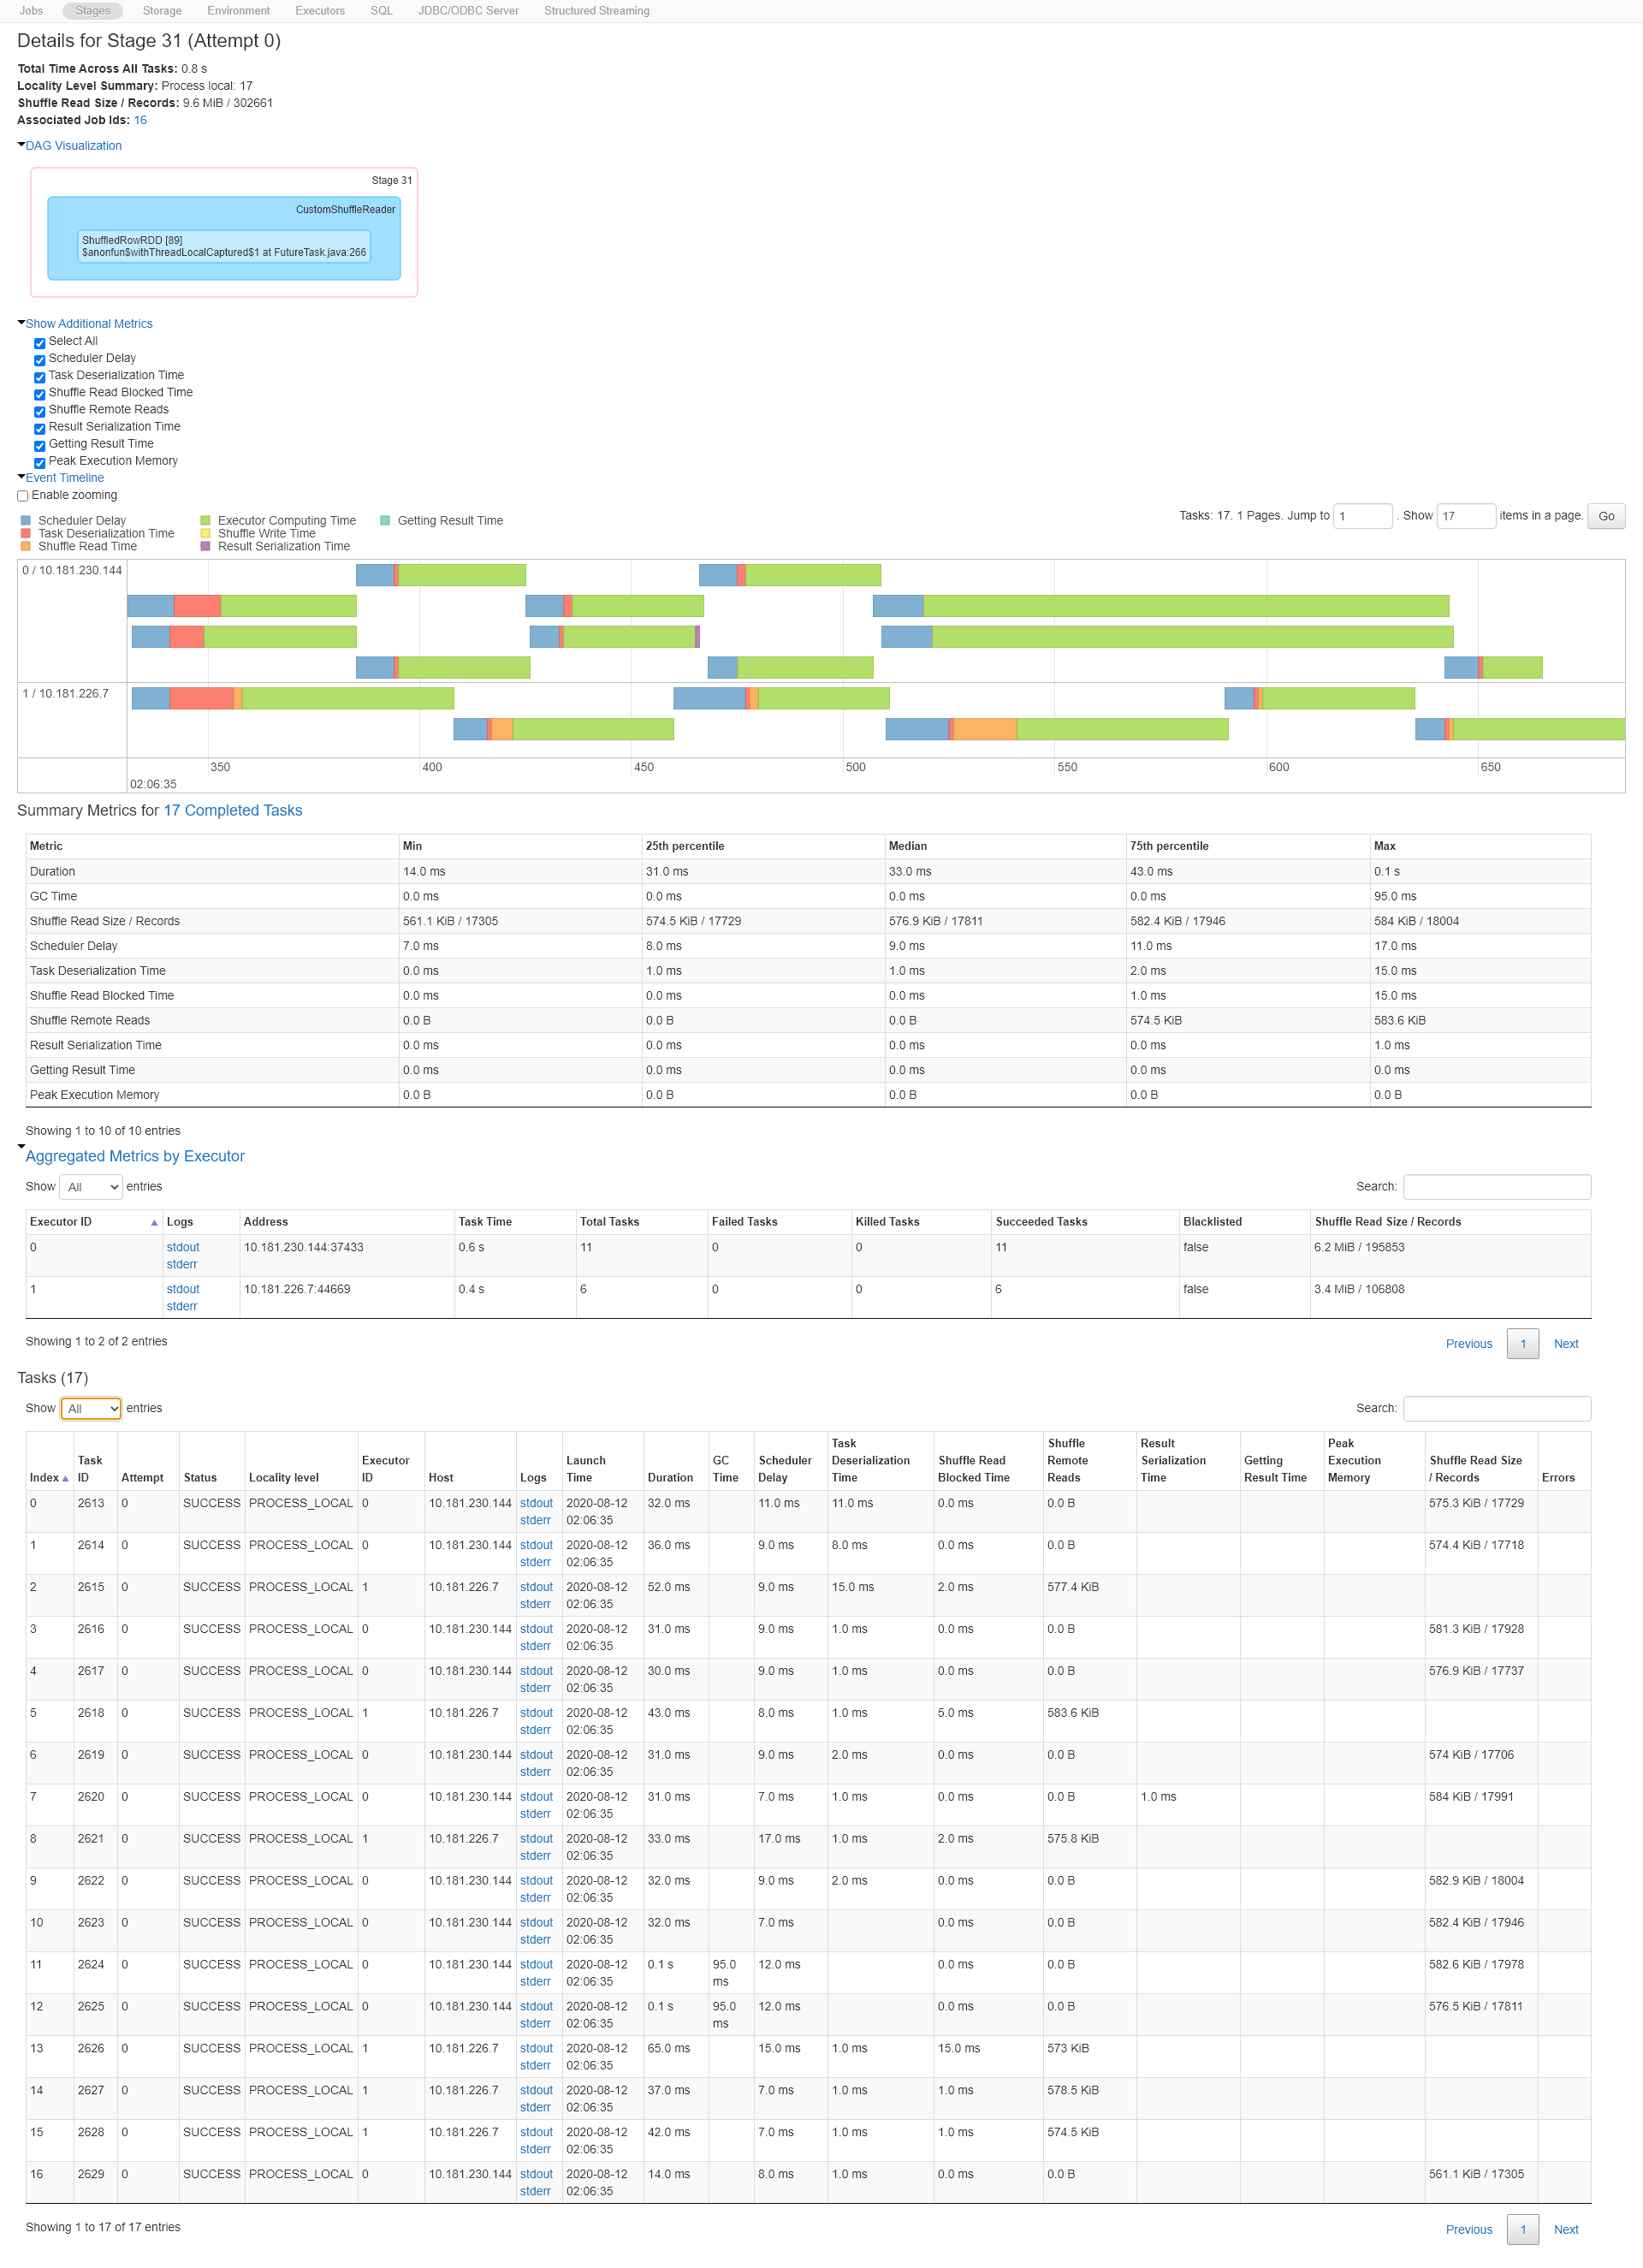 Jobs Stages Storage Environment Executors SQL JDBC/ODBC Server Structured Streaming
Details for Stage 31 (Attempt 0)
Total Time Across All Tasks: 0.8 s
Locality Level Summary: Process local: 17
Shuffle Read Size / Records: 9.6 MiB / 302661
Associated Job Ids: 16
DAG Visualization
Stage 31
CustomShuffleReader
ShuffledRowRDD [89]
$anonfun$withThreadLocalCaptured$1 at FutureTask.java:266
Show Additional Metrics
Select All
Scheduler Delay
Task Deserialization Time
Shuffle Read Blocked Time
Shuffle Remote Reads
Result Serialization Time
Getting Result Time
Peak Execution Memory
Event Timeline
Enable zooming
Tasks: 17. 1 Pages. Jump to 1 . Show 17 items in a page. Go
Scheduler Delay Executor Computing Time Getting Result Time
Task Deserialization Time Shuffle Write Time
Shuffle Read Time Result Serialization Time
0 / 10.181.230.144
1 / 10.181.226.7
350 400 450 500 550 600 650
02:06:35
Summary Metrics for 17 Completed Tasks
Metric Min 25th percentile Median 75th percentile Max
Duration 14.0 ms 31.0 ms 33.0 ms 43.0 ms 0.1 s
GC Time 0.0 ms 0.0 ms 0.0 ms 0.0 ms 95.0 ms
Shuffle Read Size / Records 561.1 KiB / 17305 574.5 KiB / 17729 576.9 KiB / 17811 582.4 KiB / 17946 584 KiB / 18004
Scheduler Delay 7.0 ms 8.0 ms 9.0 ms 11.0 ms 17.0 ms
Task Deserialization Time 0.0 ms 1.0 ms 1.0 ms 2.0 ms 15.0 ms
Shuffle Read Blocked Time 0.0 ms 0.0 ms 0.0 ms 1.0 ms 15.0 ms
Shuffle Remote Reads 0.0 B 0.0 B 0.0 B 574.5 KiB 583.6 KiB
Result Serialization Time 0.0 ms 0.0 ms 0.0 ms 0.0 ms 1.0 ms
Getting Result Time 0.0 ms 0.0 ms 0.0 ms 0.0 ms 0.0 ms
Peak Execution Memory 0.0 B 0.0 B 0.0 B 0.0 B 0.0 B
Showing 1 to 10 of 10 entries
Aggregated Metrics by Executor
Show All entries Search:
Executor ID Logs Address Task Time Total Tasks Failed Tasks Killed Tasks Succeeded Tasks Blacklisted Shuffle Read Size / Records
0 stdout 10.181.230.144:37433 0.6 s 11 0 0 11 false 6.2 MiB / 195853
stderr
1 stdout 10.181.226.7:44669 0.4 s 6 0 0 6 false 3.4 MiB / 106808
stderr
Showing 1 to 2 of 2 entries Previous 1 Next
Tasks (17)
Show All entries Search:
Task Shuffle Result Peak
Task Executor Launch GC Scheduler Deserialization Shuffle Read Remote Serialization Getting Execution Shuffle Read Size
Index ID Attempt Status Locality level ID Host Logs Time Duration Time Delay Time Blocked Time Reads Time Result Time Memory / Records Errors
0 2613 0 SUCCESS PROCESS_LOCAL 0 10.181.230.144 stdout 2020-08-12 32.0 ms 11.0 ms 11.0 ms 0.0 ms 0.0 B 575.3 KiB / 17729
stderr 02:06:35
1 2614 0 SUCCESS PROCESS_LOCAL 0 10.181.230.144 stdout 2020-08-12 36.0 ms 9.0 ms 8.0 ms 0.0 ms 0.0 B 574.4 KiB / 17718
stderr 02:06:35
2 2615 0 SUCCESS PROCESS_LOCAL 1 10.181.226.7 stdout 2020-08-12 52.0 ms 9.0 ms 15.0 ms 2.0 ms 577.4 KiB
stderr 02:06:35
3 2616 0 SUCCESS PROCESS_LOCAL 0 10.181.230.144 stdout 2020-08-12 31.0 ms 9.0 ms 1.0 ms 0.0 ms 0.0 B 581.3 KiB / 17928
stderr 02:06:35
4 2617 0 SUCCESS PROCESS_LOCAL 0 10.181.230.144 stdout 2020-08-12 30.0 ms 9.0 ms 1.0 ms 0.0 ms 0.0 B 576.9 KiB / 17737
stderr 02:06:35
5 2618 0 SUCCESS PROCESS_LOCAL 1 10.181.226.7 stdout 2020-08-12 43.0 ms 8.0 ms 1.0 ms 5.0 ms 583.6 KiB
stderr 02:06:35
6 2619 0 SUCCESS PROCESS_LOCAL 0 10.181.230.144 stdout 2020-08-12 31.0 ms 9.0 ms 2.0 ms 0.0 ms 0.0 B 574 KiB / 17706
stderr 02:06:35
7 2620 0 SUCCESS PROCESS_LOCAL 0 10.181.230.144 stdout 2020-08-12 31.0 ms 7.0 ms 1.0 ms 0.0 ms 0.0 B 1.0 ms 584 KiB / 17991
stderr 02:06:35
8 2621 0 SUCCESS PROCESS_LOCAL 1 10.181.226.7 stdout 2020-08-12 33.0 ms 17.0 ms 1.0 ms 2.0 ms 575.8 KiB
stderr 02:06:35
9 2622 0 SUCCESS PROCESS_LOCAL 0 10.181.230.144 stdout 2020-08-12 32.0 ms 9.0 ms 2.0 ms 0.0 ms 0.0 B 582.9 KiB / 18004
stderr 02:06:35
10 2623 0 SUCCESS PROCESS_LOCAL 0 10.181.230.144 stdout 2020-08-12 32.0 ms 7.0 ms 0.0 ms 0.0 B 582.4 KiB / 17946
stderr 02:06:35
11 2624 0 SUCCESS PROCESS_LOCAL 0 10.181.230.144 stdout 2020-08-12 0.1 s 95.0 12.0 ms 0.0 ms 0.0 B 582.6 KiB / 17978
stderr 02:06:35 ms
12 2625 0 SUCCESS PROCESS_LOCAL 0 10.181.230.144 stdout 2020-08-12 0.1 s 95.0 12.0 ms 0.0 ms 0.0 B 576.5 KiB / 17811
stderr 02:06:35 ms
13 2626 0 SUCCESS PROCESS_LOCAL 1 10.181.226.7 stdout 2020-08-12 65.0 ms 15.0 ms 1.0 ms 15.0 ms 573 KiB
stderr 02:06:35
14 2627 0 SUCCESS PROCESS_LOCAL 1 10.181.226.7 stdout 2020-08-12 37.0 ms 7.0 ms 1.0 ms 1.0 ms 578.5 KiB
stderr 02:06:35
15 2628 0 SUCCESS PROCESS_LOCAL 1 10.181.226.7 stdout 2020-08-12 42.0 ms 7.0 ms 1.0 ms 1.0 ms 574.5 KiB
stderr 02:06:35
16 2629 0 SUCCESS PROCESS_LOCAL 0 10.181.230.144 stdout 2020-08-12 14.0 ms 8.0 ms 1.0 ms 0.0 ms 0.0 B 561.1 KiB / 17305
stderr 02:06:35
Showing 1 to 17 of 17 entries Previous 1 Next